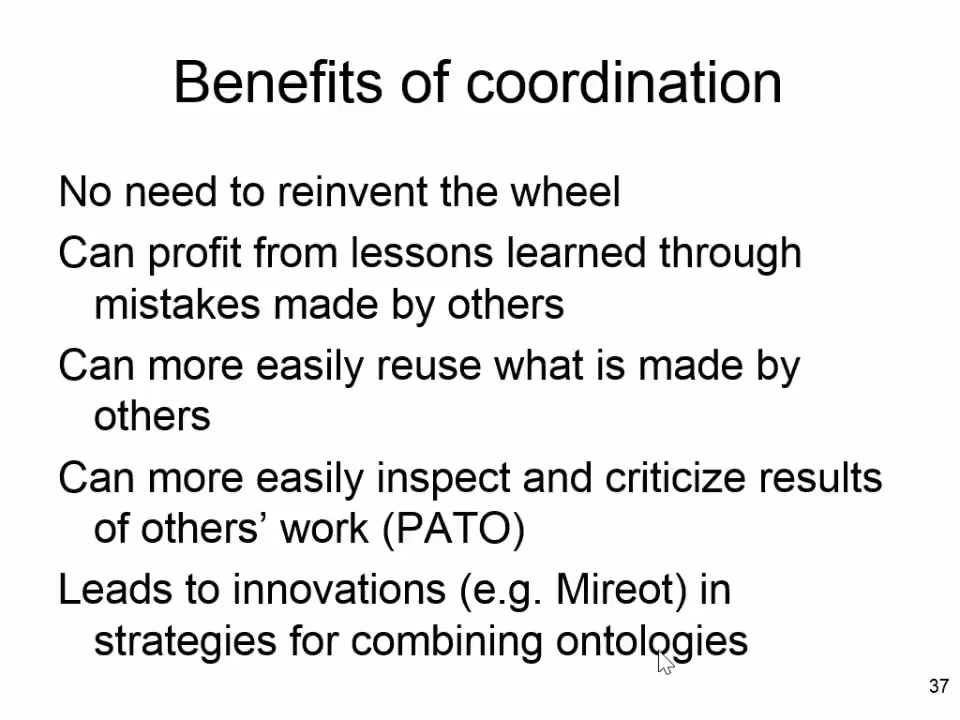 Benefits of coordination
No need to reinvent the wheel
Can profit from lessons learned through
mistakes made by others
Can more easily reuse what is made by
others
Can more easily inspect and criticize results
of others’ work (PATO)
Leads to innovations (e.g. Mireot) in
strategies for combining ontologies
37